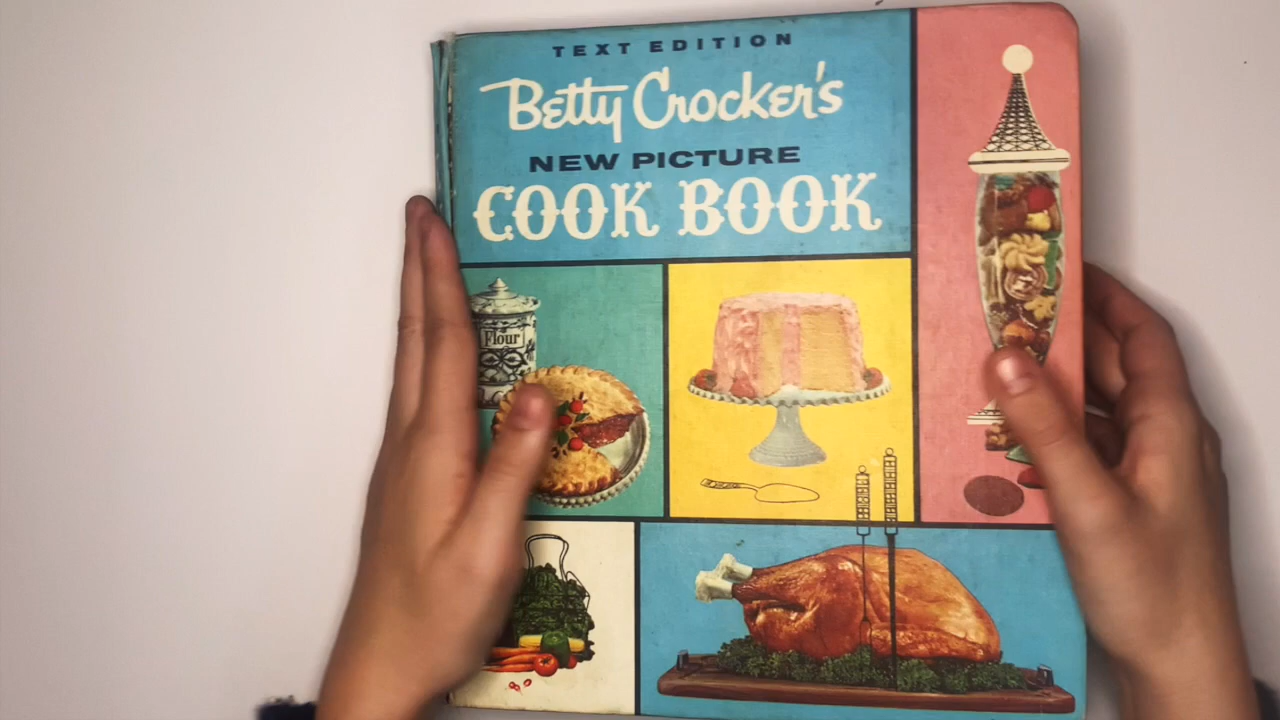 TEXT EDITION
Betty Crocker's
NEW PICTURE
COOK BOOK
Flour